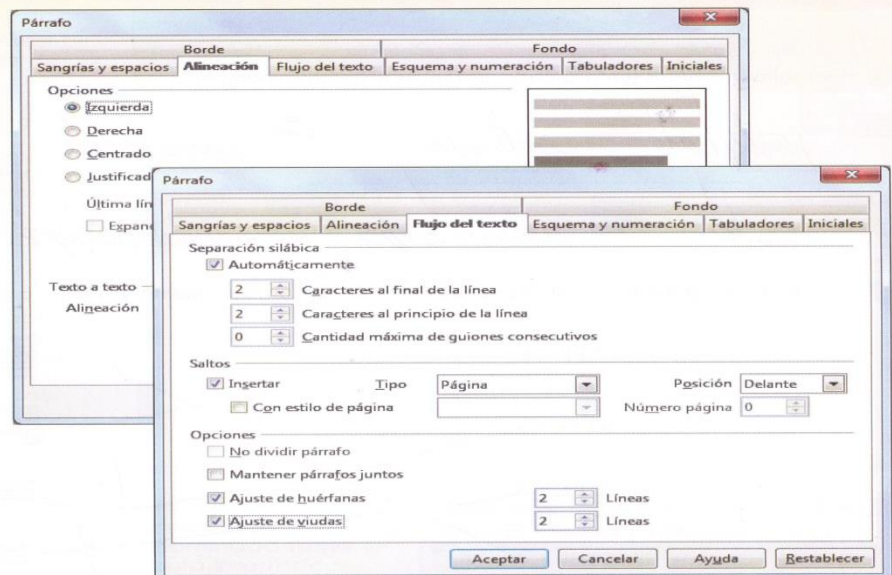 Párrafo
Borde Fondo
Sangrías y espacios Alineación Flujo del texto Esquema y numeración Tabuladores Iniciales
Opciones
Izquierda
Derecha
Centrado
Justificad
Última lín
Expan
Texto a texto
Alineación
Párrafo
Borde Fondo
Sangrías y espacios Alineación Flujo del texto Esquema y numeración Tabuladores Iniciales
Separación silábica
Automáticamente
2 Caracteres al final de la línea
2 Caracteres al principio de la línea
0 Cantidad máxima de guiones consecutivos
Saltos
Insertar Tipo Página Posición Delante
Con estilo de página Número página 0
Opciones
No dividir párrafo
Mantener párrafos juntos
Ajuste de huérfanas 2 Líneas
Ajuste de viudas 2 Líneas
Aceptar Cancelar Ayuda Restablecer